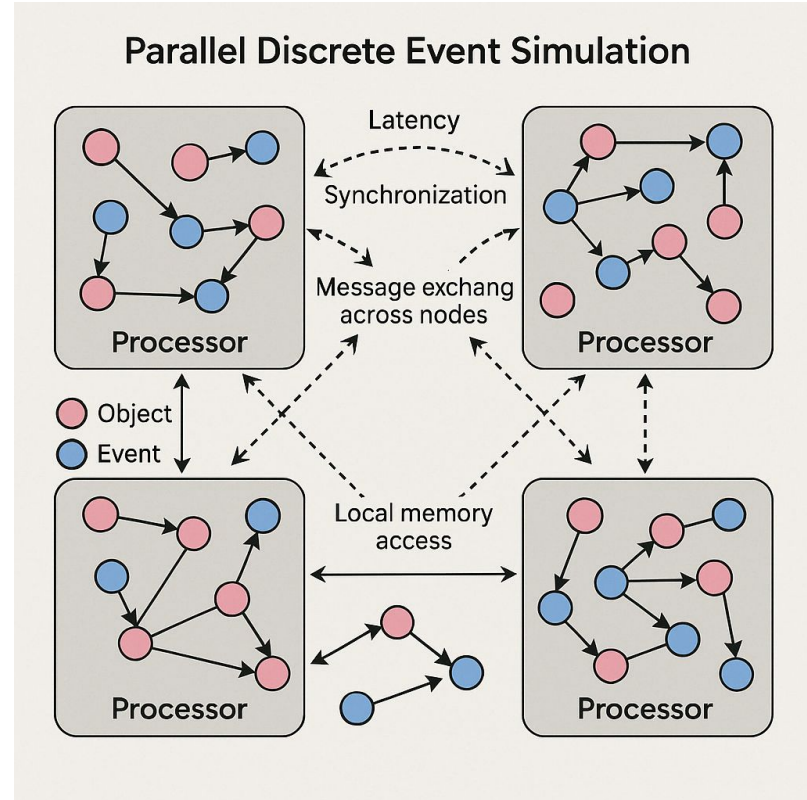 Parallel Discrete Event Simulation
Latency
Synchronization
Message exchang
across nodes
Processor
Processor
Object
Event
Local memory
access
Processor
Processor